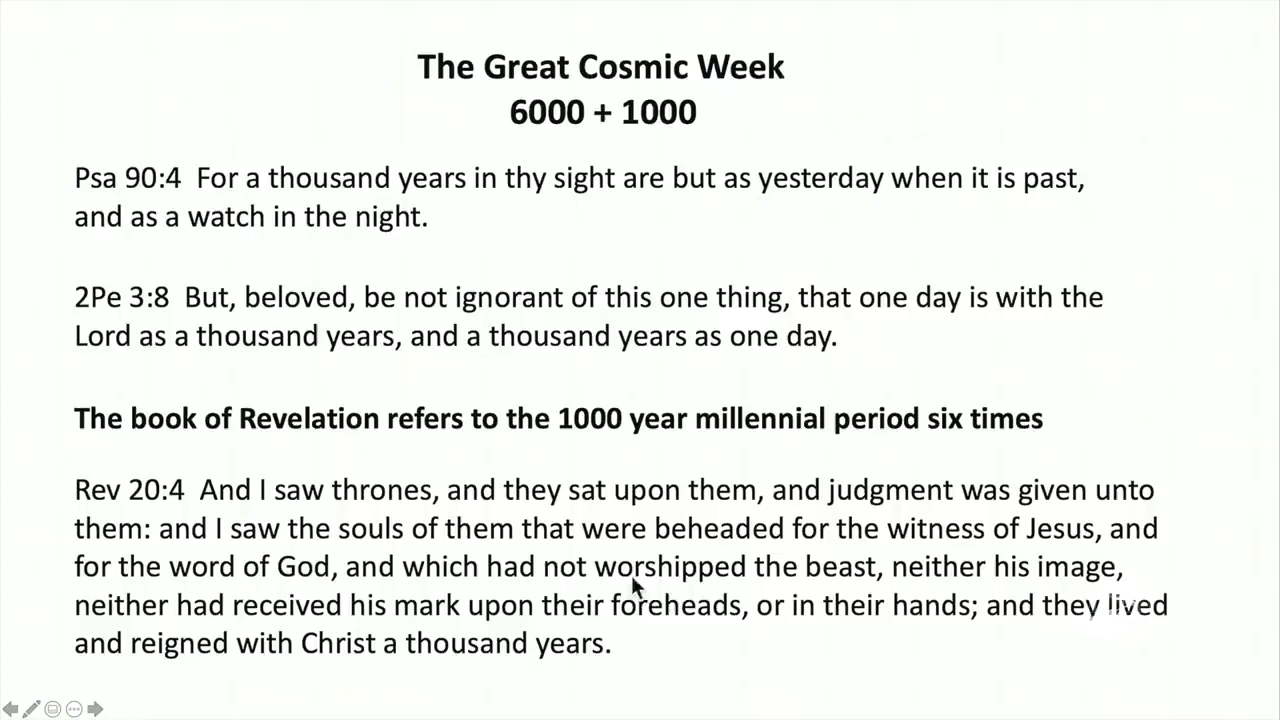 The Great Cosmic Week
6000 + 1000
Psa 90:4  For a thousand years in thy sight are but as yesterday when it is past,
and as a watch in the night.
2Pe 3:8  But, beloved, be not ignorant of this one thing, that one day is with the
Lord as a thousand years, and a thousand years as one day.
The book of Revelation refers to the 1000 year millennial period six times
Rev 20:4  And I saw thrones, and they sat upon them, and judgment was given unto
them: and I saw the souls of them that were beheaded for the witness of Jesus, and
for the word of God, and which had not worshipped the beast, neither his image,
neither had received his mark upon their foreheads, or in their hands; and they lived
and reigned with Christ a thousand years.